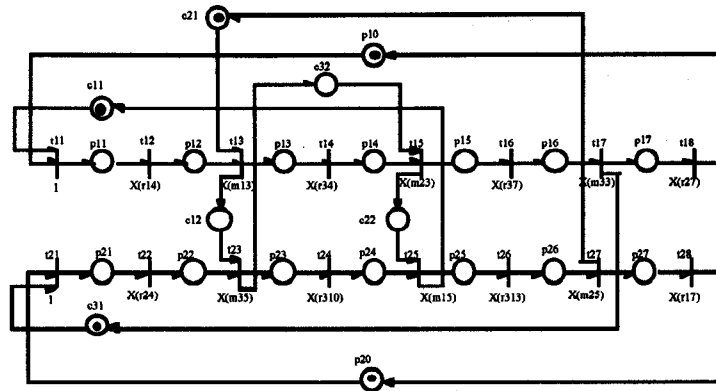 c21
p10
c32
c11
t11 p11 t12 p12 t13 p13 t14 p14 t15 p15 t16 p16 t17 p17 t18
1 X(r14) X(m13) X(r34) X(m23) X(r37) X(m33) X(r27)
c12 c22
t21 p21 t22 p22 t23 p23 t24 p24 t25 p25 t26 p26 t27 p27 t28
1 X(r24) X(m35) X(r310) X(m15) X(r313) X(m25) X(r17)
c31
p20